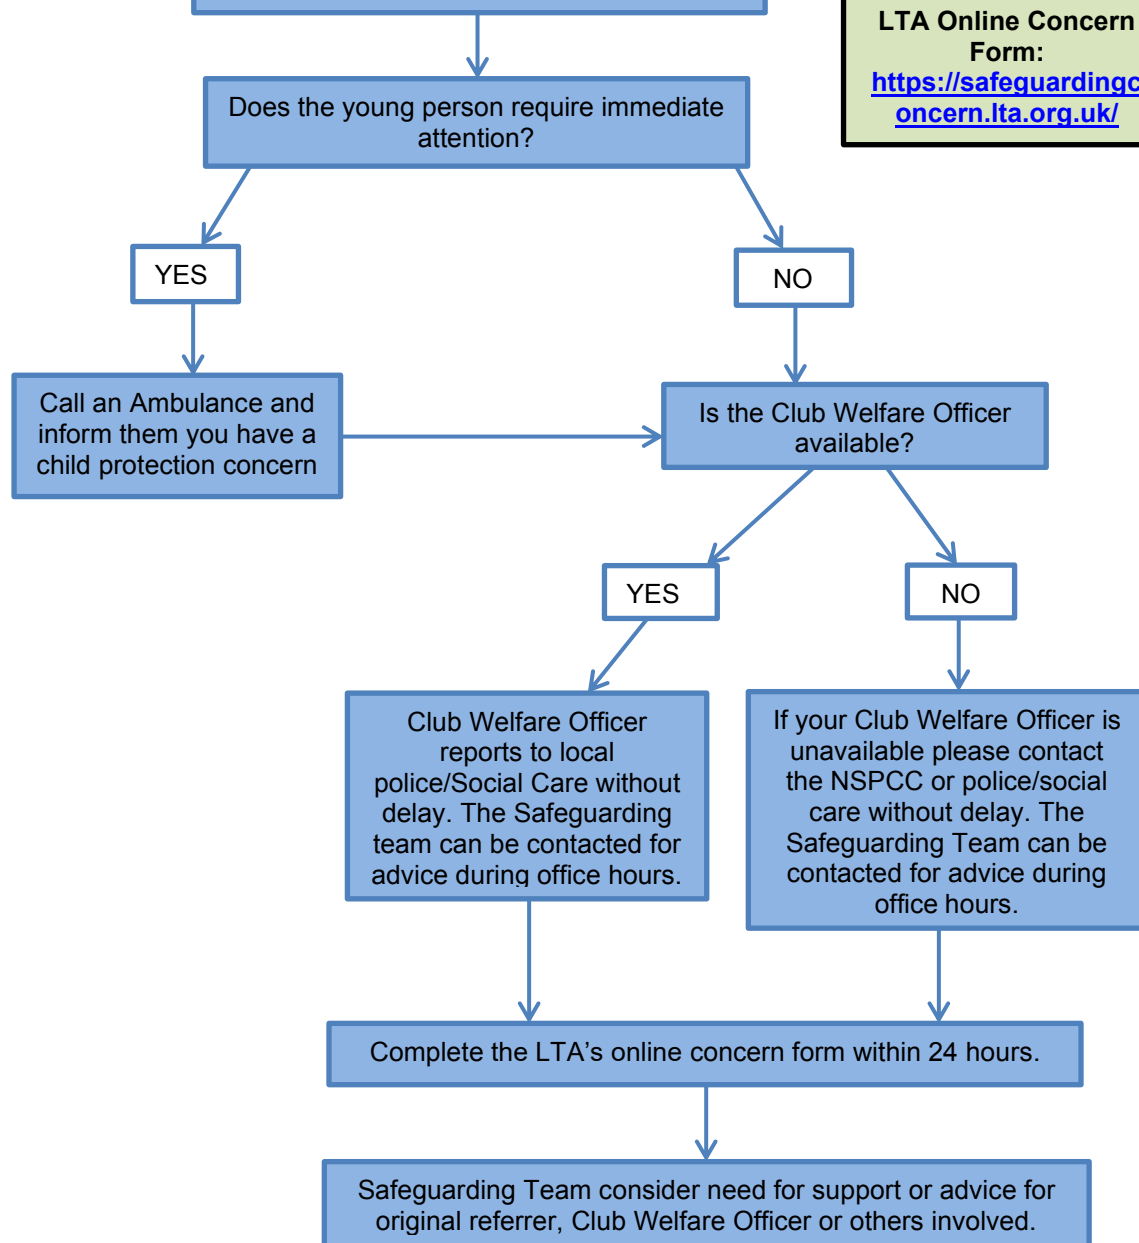 LTA Online Concern
Form:
https://safeguardingc
oncern.lta.org.uk/
Does the young person require immediate
attention?
YES
NO
Call an Ambulance and
inform them you have a
child protection concern
Is the Club Welfare Officer
available?
YES
NO
Club Welfare Officer
reports to local
police/Social Care without
delay. The Safeguarding
team can be contacted for
advice during office hours.
If your Club Welfare Officer is
unavailable please contact
the NSPCC or police/social
care without delay. The
Safeguarding Team can be
contacted for advice during
office hours.
Complete the LTA’s online concern form within 24 hours.
Safeguarding Team consider need for support or advice for
original referrer, Club Welfare Officer or others involved.